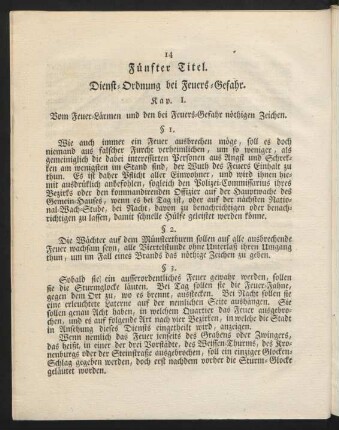 14
Fünfter Titel.
Dienst-Ordnung bei Feuers-Gefahr.
Kap. I.
Vom Feuer-Lärmen und den bei Feuers-Gefahr nöthigen Zeichen.
§ 1.
Wie auch immer ein Feuer ausbrechen möge, soll es doch
niemand aus falscher Furcht verheimlichen, um so weniger, als
gemeiniglich die dabei interessirten Personen aus Angst und Schrek-
ken am wenigsten im Stand sind, der Wuth des Feuers Einhalt zu
thun. Es ist daher Pflicht aller Einwohner, und wird ihnen hie-
mit ausdrücklich anbefohlen, sogleich den Polizei-Commissarius ihres
Bezirks oder den kommandirenden Offizier auf der Hauptwache des
Gemein-Hauses, wenn es bei Tag ist, oder auf der nächsten Natio-
nal-Wach-Stube, bei Nacht, davon zu benachrichtigen oder benach-
richtigen zu lassen, damit schnelle Hülfe geleistet werden könne.
§ 2.
Die Wächter auf dem Münsterthurm sollen auf alle ausbrechende
Feuer wachsam seyn, alle Viertelstunde ohne Unterlaß ihren Umgang
thun, um im Fall eines Brands das nöthige Zeichen zu geben.
§ 3.
Sobald sie ein ausserordentliches Feuer gewahr werden, sollen
sie die Sturmglocke läuten. Bei Tag sollen sie die Feuer-Fahne,
gegen dem Ort zu, wo es brennt, ausstecken. Bei Nacht sollen sie
eine erleuchtete Laterne auf der nemlichen Seite aushängen. Sie
sollen genau Acht haben, in welchem Quartier das Feuer ausgebro-
chen, und es auf folgende Art nach vier Bezirken, in welche die Stadt
in Ansehung dieses Diensts eingetheilt wird, anzeigen.
Wenn nemlich das Feuer jenseits des Grabens oder Zwingers,
das heißt, in einer der drei Vorstädte, des Weissen-Thurms, des Kro-
nenburgs oder der Steinstraße ausgebrochen, soll ein einziger Glocken-
Schlag gegeben werden, doch erst nachdem vorher die Sturm-Glocke
geläutet worden.